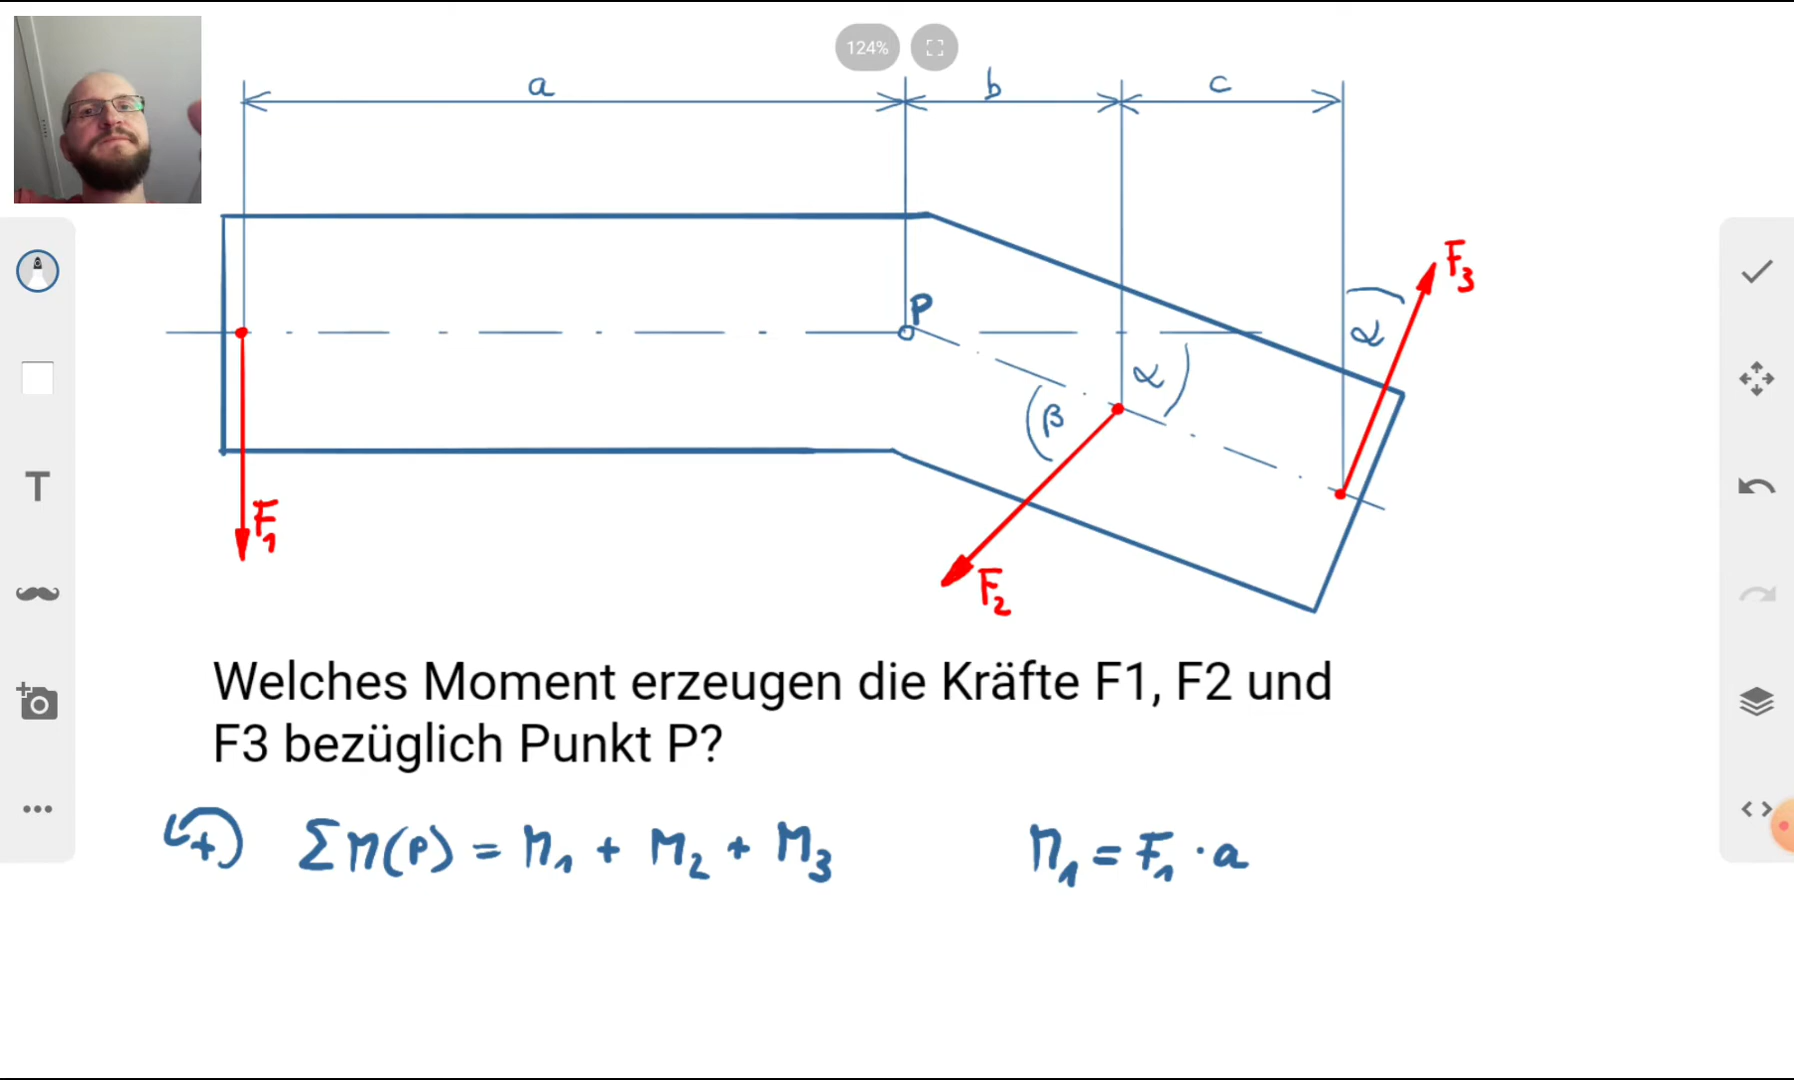 124%
a
b
c
P
F3
α
α
β
F1
F2
Welches Moment erzeugen die Kräfte F1, F2 und
F3 bezüglich Punkt P?
+ ΣM(P) = M1 + M2 + M3
M1 = F1 · a
T